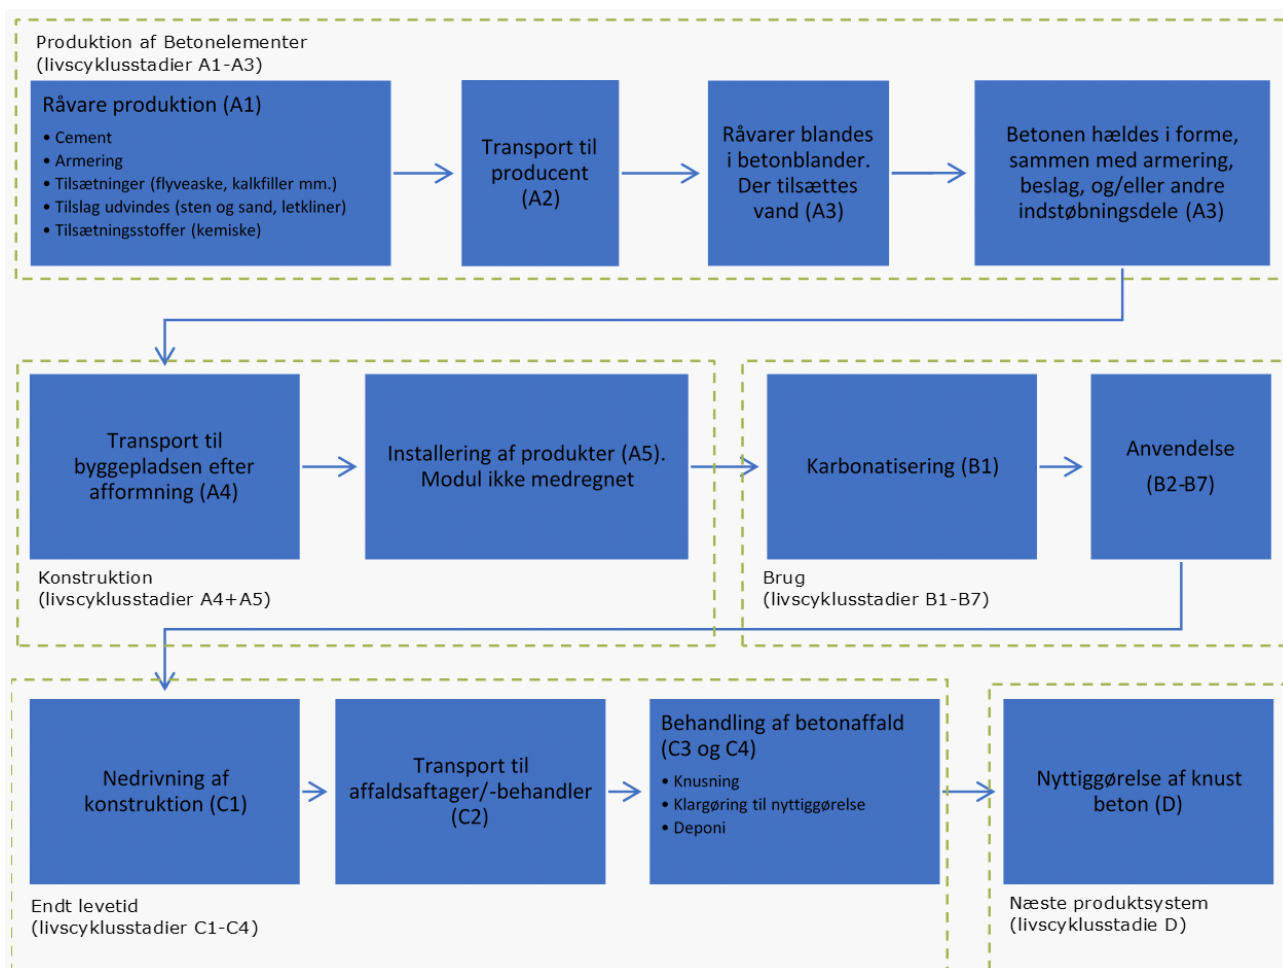 Produktion af Betonelementer
(livscyklusstadier A1-A3)
Råvare produktion (A1)
• Cement
• Armering
• Tilsætninger (flyveaske, kalkfiller mm.)
• Tilslag udvindes (sten og sand, letkliner)
• Tilsætningsstoffer (kemiske)
Transport til
producent
(A2)
Råvarer blandes
i betonblander.
Der tilsættes
vand (A3)
Betonen hældes i forme,
sammen med armering,
beslag, og/eller andre
indstøbningsdele (A3)
Transport til
byggepladsen efter
afformning (A4)
Installering af produkter (A5).
Modul ikke medregnet
Konstruktion
(livscyklusstadier A4+A5)
Karbonatisering (B1)
Anvendelse
(B2-B7)
Brug
(livscyklusstadier B1-B7)
Nedrivning af
konstruktion (C1)
Transport til
affaldsaftager/-behandler
(C2)
Behandling af betonaffald
(C3 og C4)
• Knusning
• Klargøring til nyttiggørelse
• Deponi
Endt levetid
(livscyklusstadier C1-C4)
Nyttiggørelse af knust
beton (D)
Næste produktsystem
(livscyklusstadie D)